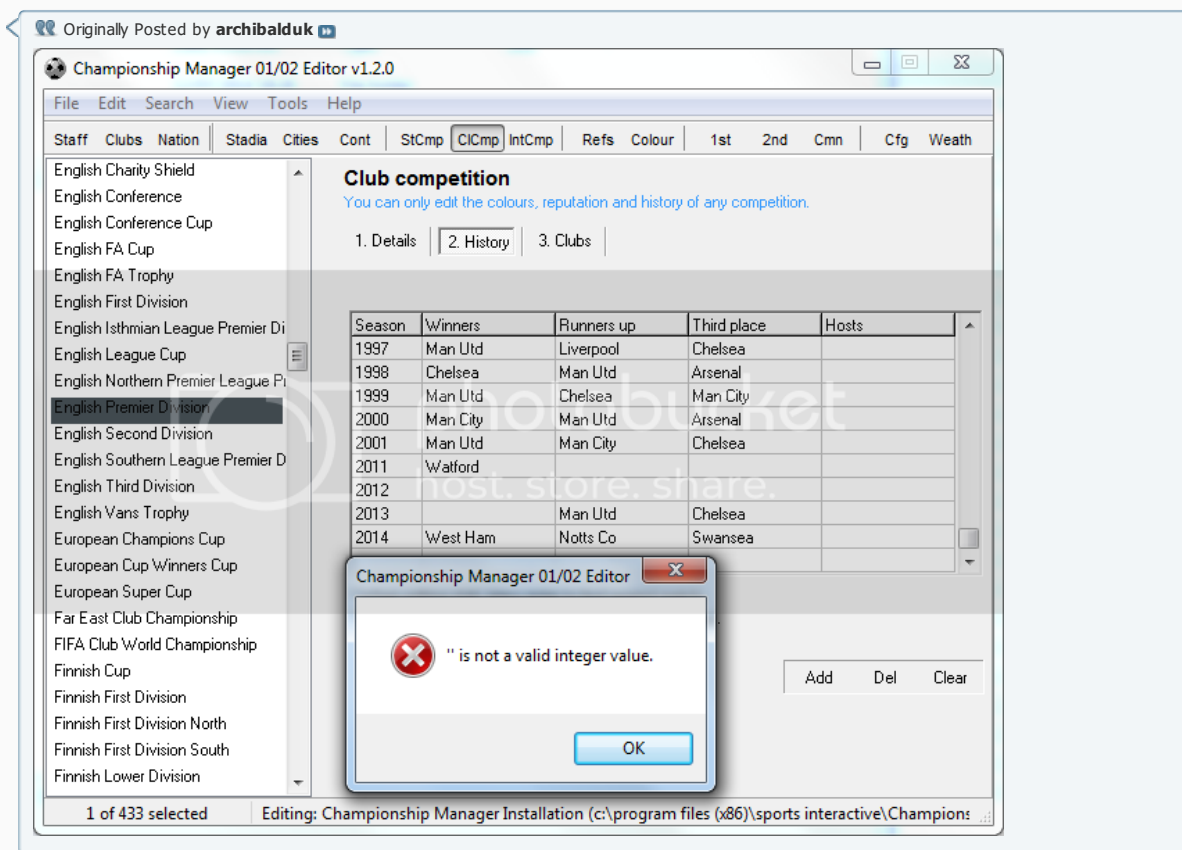 Originally Posted by archibalduk
Championship Manager 01/02 Editor v1.2.0
File Edit Search View Tools Help
Staff Clubs Nation Stadia Cities Cont StCmp ClCmp IntCmp Refs Colour 1st 2nd Cmn Cfg Weath
English Charity Shield
English Conference
English Conference Cup
English FA Cup
English FA Trophy
English First Division
English Isthmian League Premier Di
English League Cup
English Northern Premier League Pr
English Premier Division
English Second Division
English Southern League Premier D
English Third Division
English Vans Trophy
European Champions Cup
European Cup Winners Cup
European Super Cup
Far East Club Championship
FIFA Club World Championship
Finnish Cup
Finnish First Division
Finnish First Division North
Finnish First Division South
Finnish Lower Division
Club competition
You can only edit the colours, reputation and history of any competition.
1. Details 2. History 3. Clubs
Season Winners Runners up Third place Hosts
1997 Man Utd Liverpool Chelsea
1998 Chelsea Man Utd Arsenal
1999 Man Utd Chelsea Man City
2000 Man City Man Utd Arsenal
2001 Man Utd Man City Chelsea
2011 Watford
2012
2013 Man Utd Chelsea
2014 West Ham Notts Co Swansea
photobucket
host. store. share.
Championship Manager 01/02 Editor
'' is not a valid integer value.
OK
Add Del Clear
1 of 433 selected
Editing: Championship Manager Installation (c:\program files (x86)\sports interactive\Champions